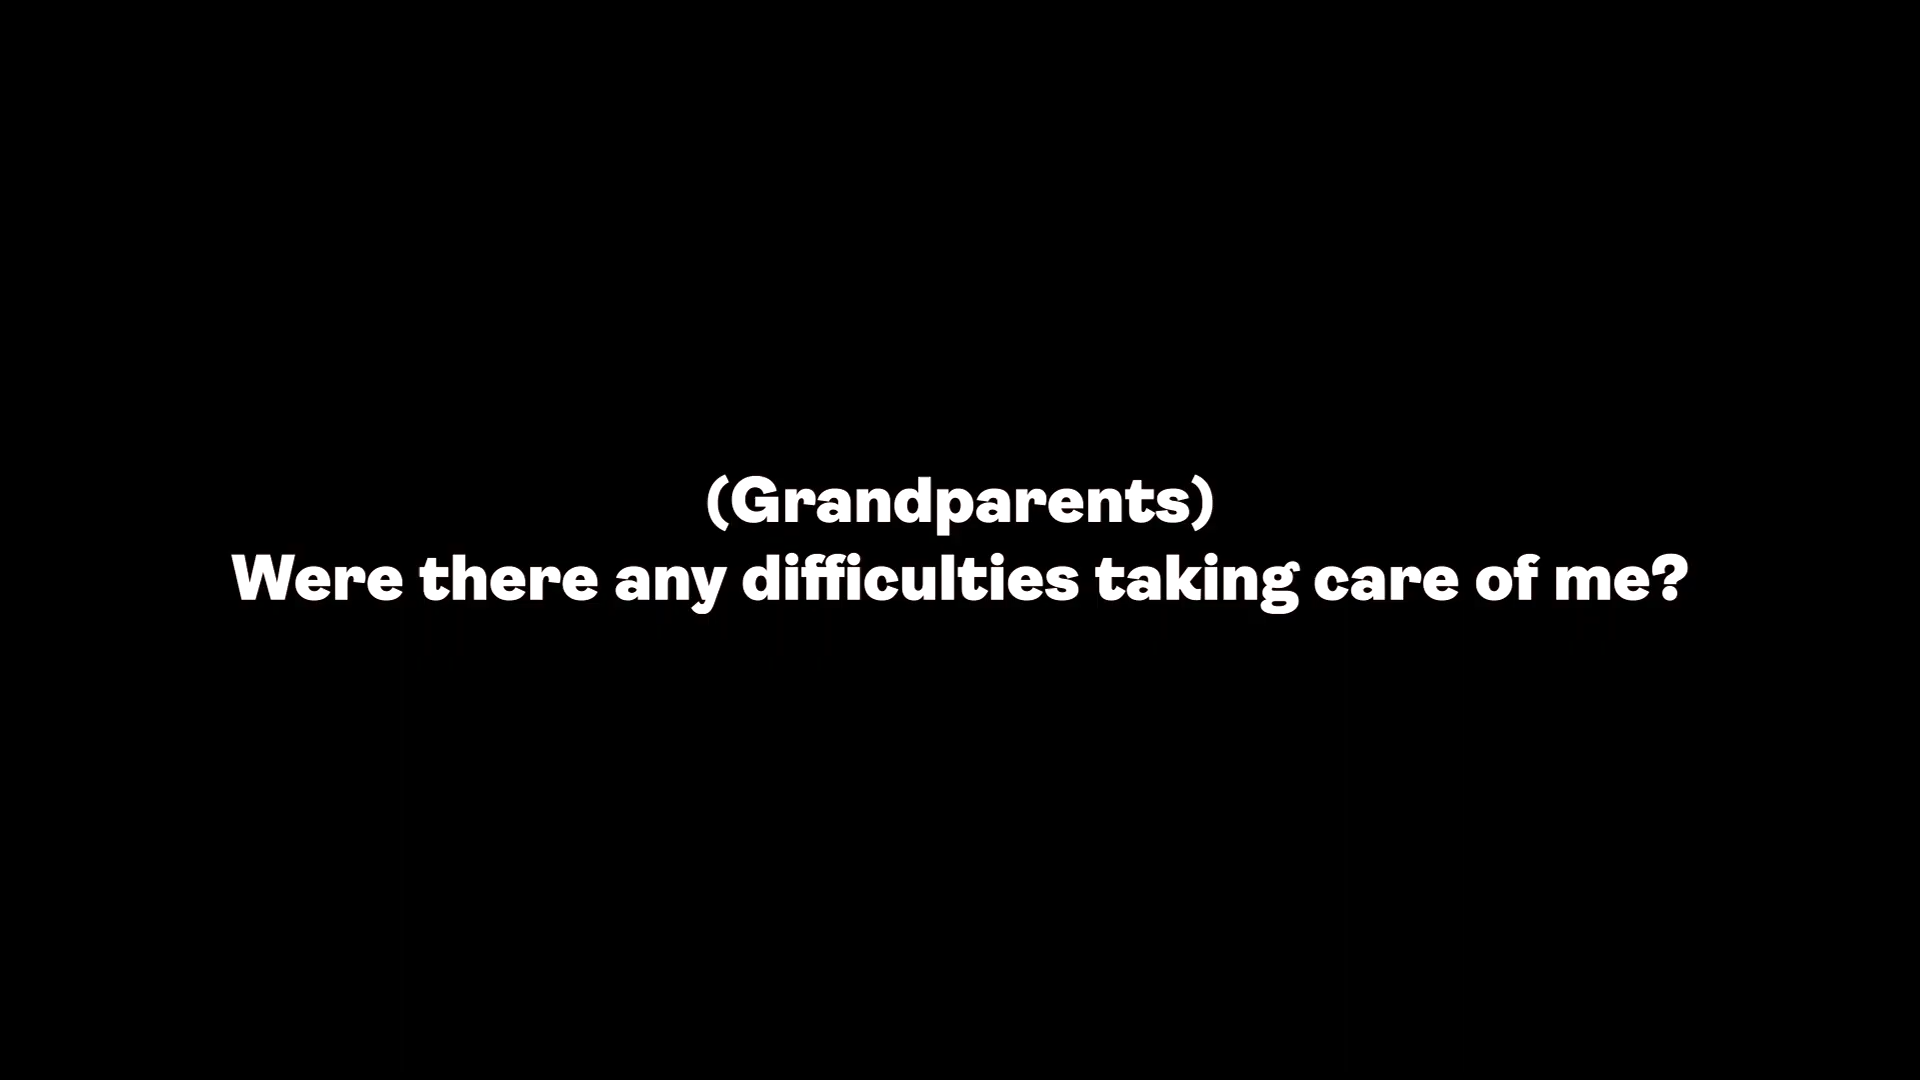 (Grandparents)
Were there any difficulties taking care of me?